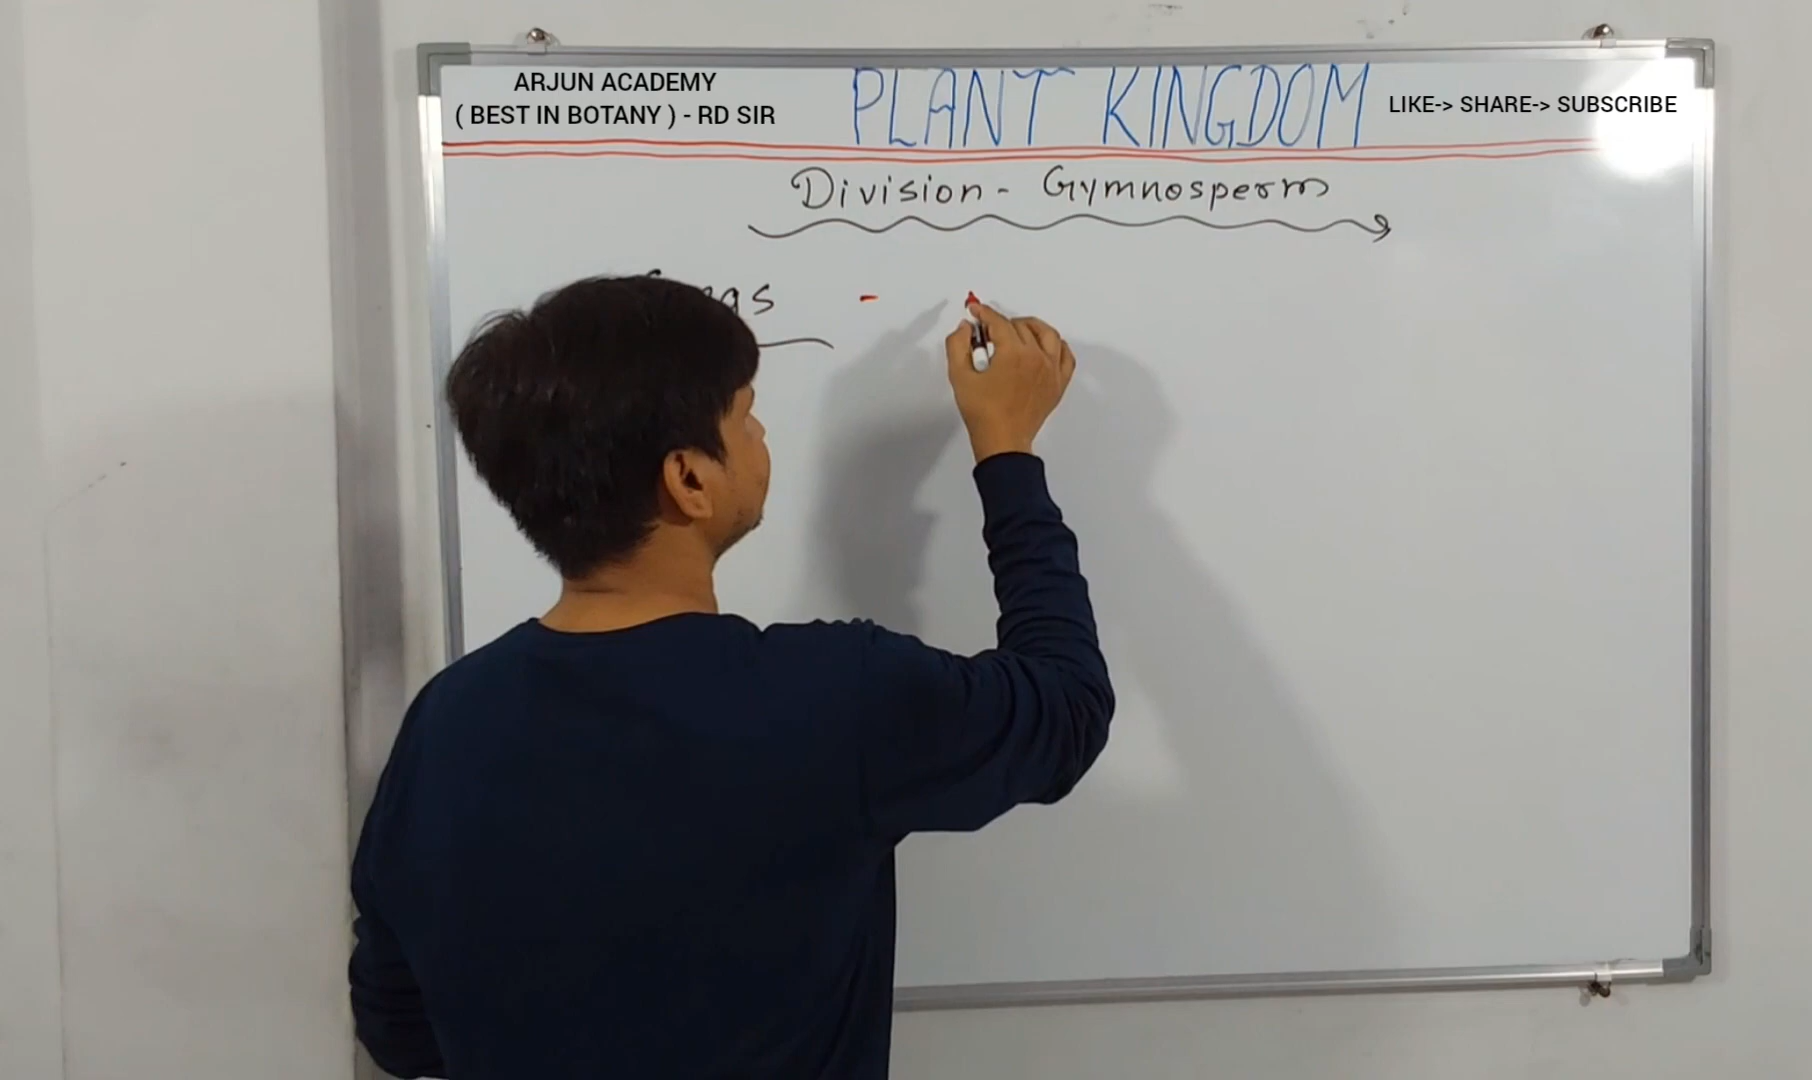 ARJUN ACADEMY
( BEST IN BOTANY ) - RD SIR
PLANT KINGDOM
LIKE-> SHARE-> SUBSCRIBE
Division - Gymnosperm
-